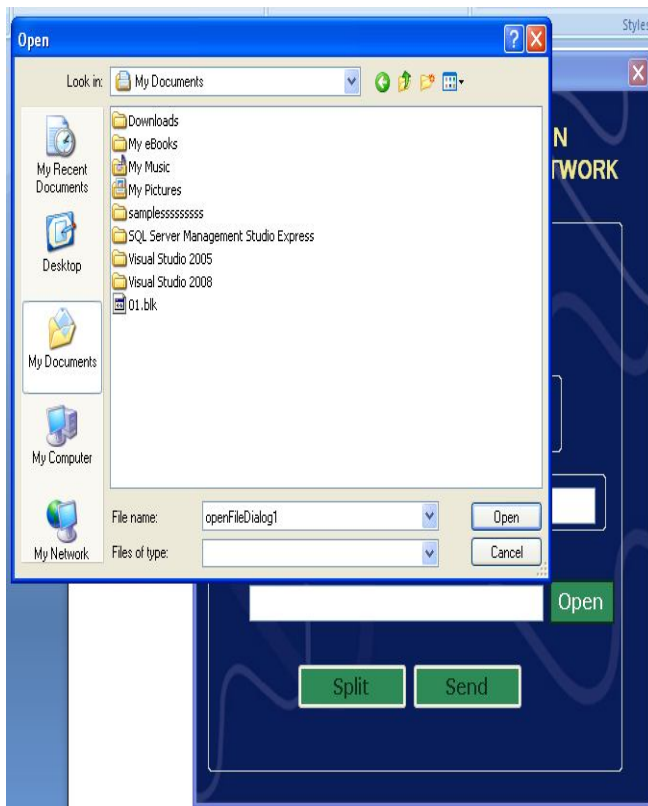 Styles
Open
Look in: My Documents
My Recent Documents
Desktop
My Documents
My Computer
My Network
Downloads
My eBooks
My Music
My Pictures
samplesssssssss
SQL Server Management Studio Express
Visual Studio 2005
Visual Studio 2008
01.blk
File name: openFileDialog1 Open
Files of type: Cancel
N
TWORK
Open
Split Send